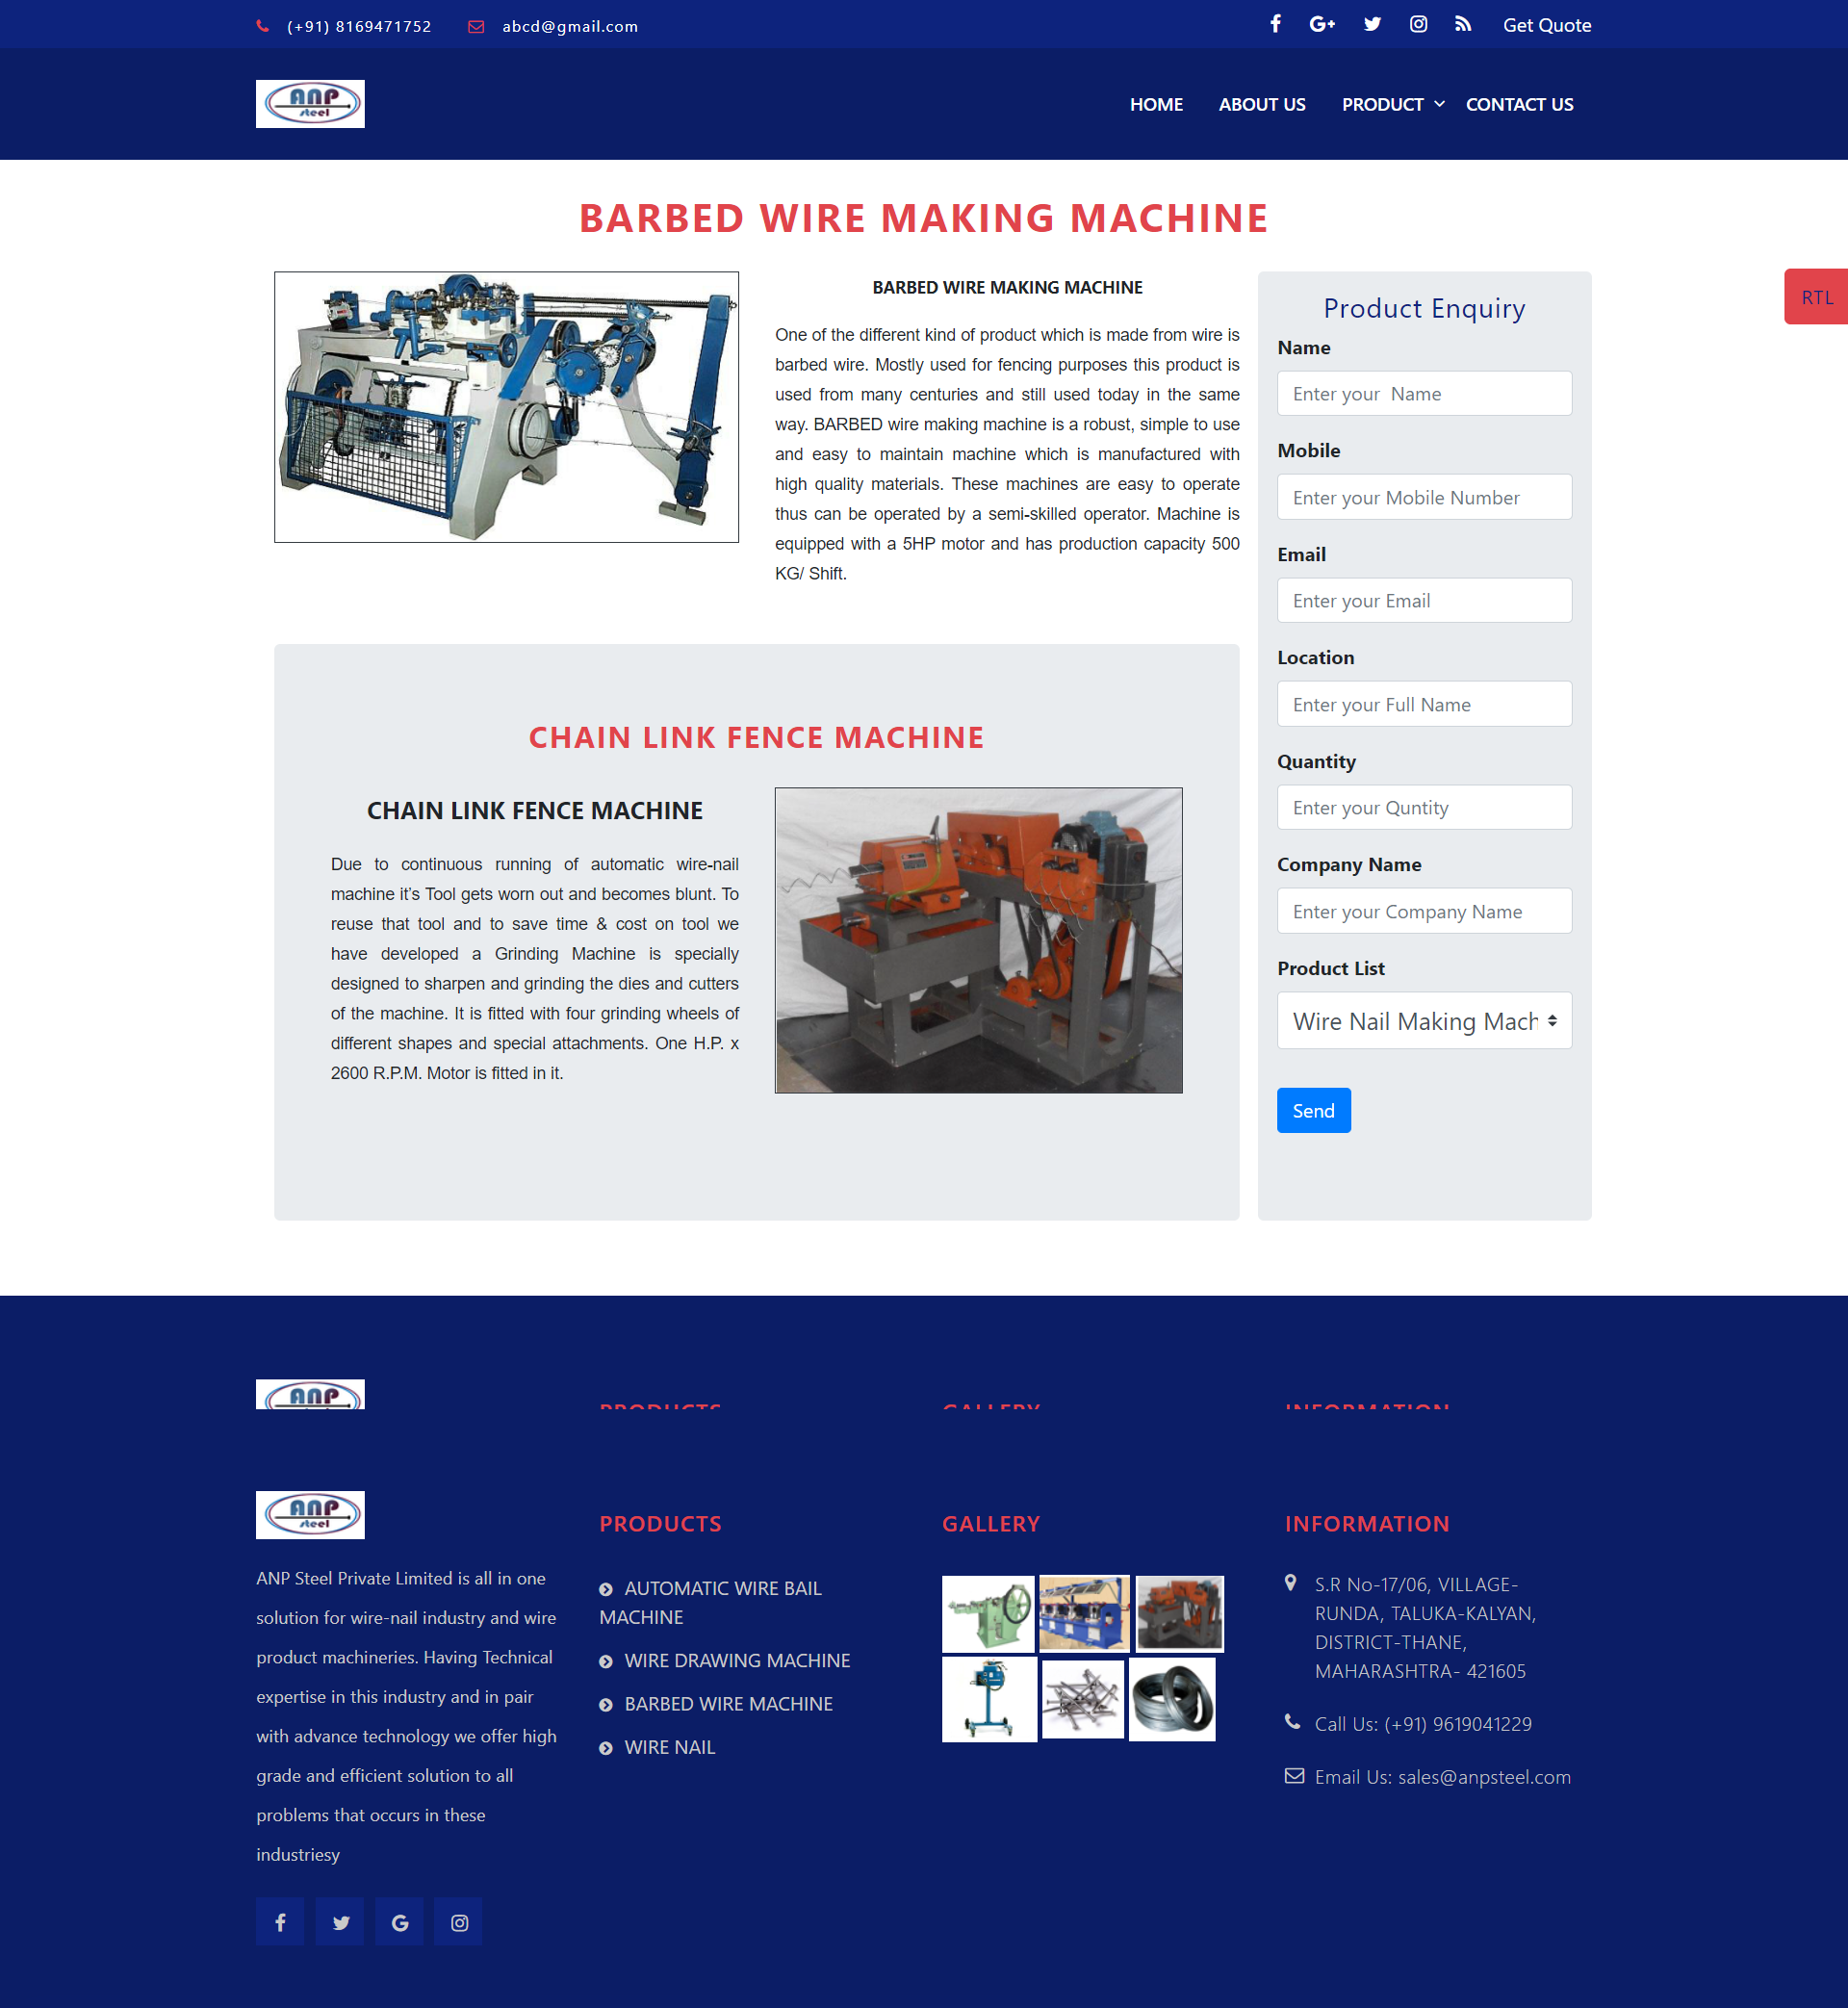 (+91) 8169471752
abcd@gmail.com
Get Quote
ANP
steel
HOME
ABOUT US
PRODUCT
CONTACT US
BARBED WIRE MAKING MACHINE
RTL
BARBED WIRE MAKING MACHINE
One of the different kind of product which is made from wire is
barbed wire. Mostly used for fencing purposes this product is
used from many centuries and still used today in the same
way. BARBED wire making machine is a robust, simple to use
and easy to maintain machine which is manufactured with
high quality materials. These machines are easy to operate
thus can be operated by a semi-skilled operator. Machine is
equipped with a 5HP motor and has production capacity 500
KG/ Shift.
CHAIN LINK FENCE MACHINE
CHAIN LINK FENCE MACHINE
Due to continuous running of automatic wire-nail
machine it's Tool gets worn out and becomes blunt. To
reuse that tool and to save time & cost on tool we
have developed a Grinding Machine is specially
designed to sharpen and grinding the dies and cutters
of the machine. It is fitted with four grinding wheels of
different shapes and special attachments. One H.P. x
2600 R.P.M. Motor is fitted in it.
Product Enquiry
Name
Enter your  Name
Mobile
Enter your Mobile Number
Email
Enter your Email
Location
Enter your Full Name
Quantity
Enter your Quntity
Company Name
Enter your Company Name
Product List
Wire Nail Making Mach
Send
ANP
PRODUCTS
GALLERY
INFORMATION
ANP
steel
ANP Steel Private Limited is all in one
solution for wire-nail industry and wire
product machineries. Having Technical
expertise in this industry and in pair
with advance technology we offer high
grade and efficient solution to all
problems that occurs in these
industriesy
PRODUCTS
AUTOMATIC WIRE BAIL
MACHINE
WIRE DRAWING MACHINE
BARBED WIRE MACHINE
WIRE NAIL
GALLERY
INFORMATION
S.R No-17/06, VILLAGE-
RUNDA, TALUKA-KALYAN,
DISTRICT-THANE,
MAHARASHTRA- 421605
Call Us: (+91) 9619041229
Email Us: sales@anpsteel.com